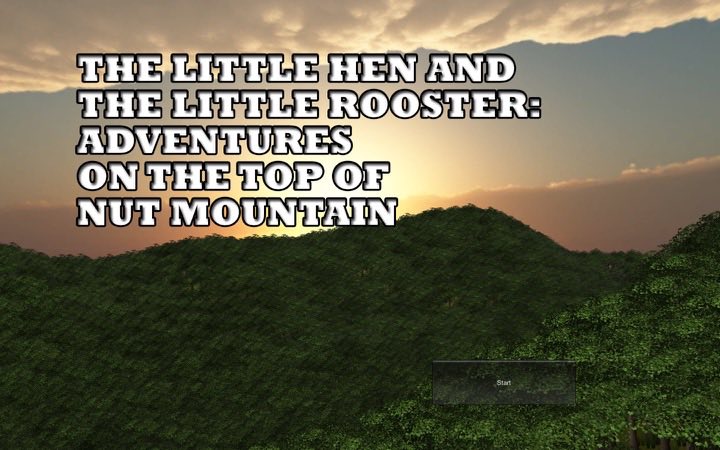 THE LITTLE HEN AND
THE LITTLE ROOSTER:
ADVENTURES
ON THE TOP OF
NUT MOUNTAIN
Start